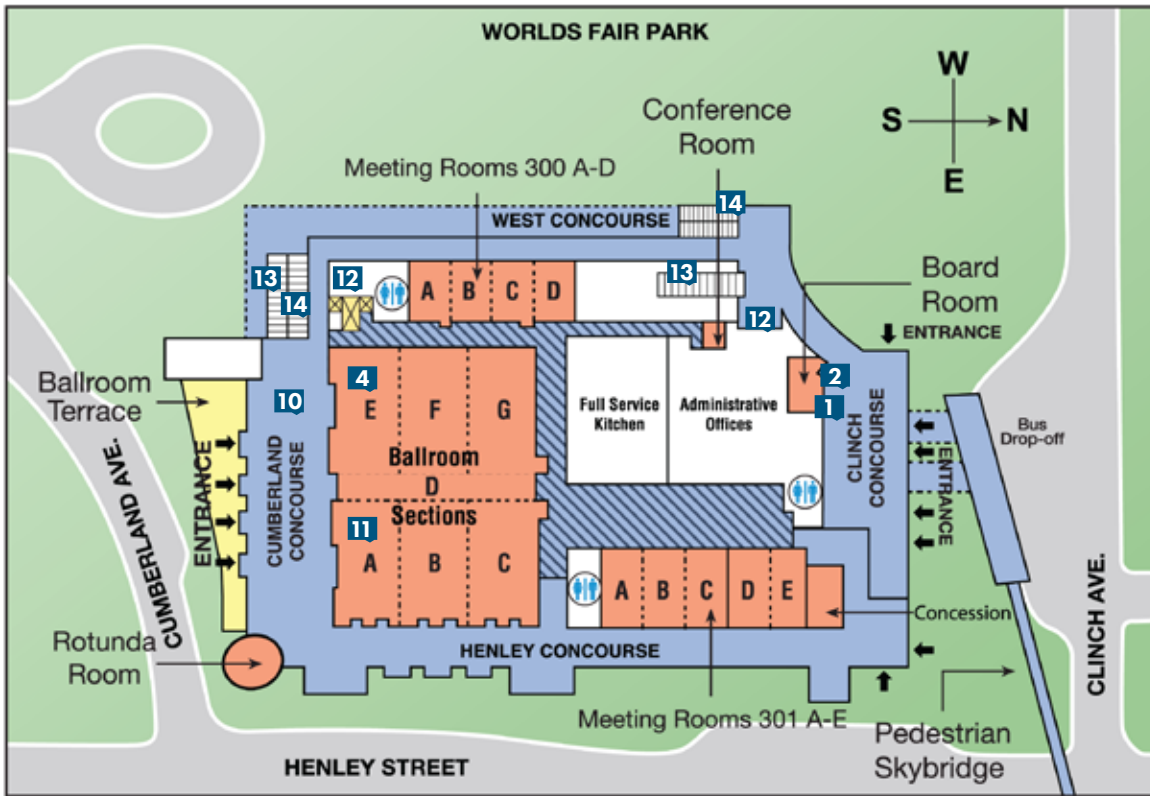 WORLDS FAIR PARK
W
S
N
E
Conference
Room
Meeting Rooms 300 A-D
14
WEST CONCOURSE
13
14
12
A
B
C
D
13
12
Board
Room
ENTRANCE
Ballroom
Terrace
10
4
E
F
G
Full Service
Kitchen
Administrative
Offices
2
1
Bus
Drop-off
CUMBERLAND AVE.
ENTRANCE
CUMBERLAND
CONCOURSE
Ballroom
D
Sections
11
A
B
C
CLINCH
CONCOURSE
ENTRANCE
A
B
C
D
E
Concession
CLINCH AVE.
Rotunda
Room
HENLEY CONCOURSE
Meeting Rooms 301 A-E
Pedestrian
Skybridge
HENLEY STREET